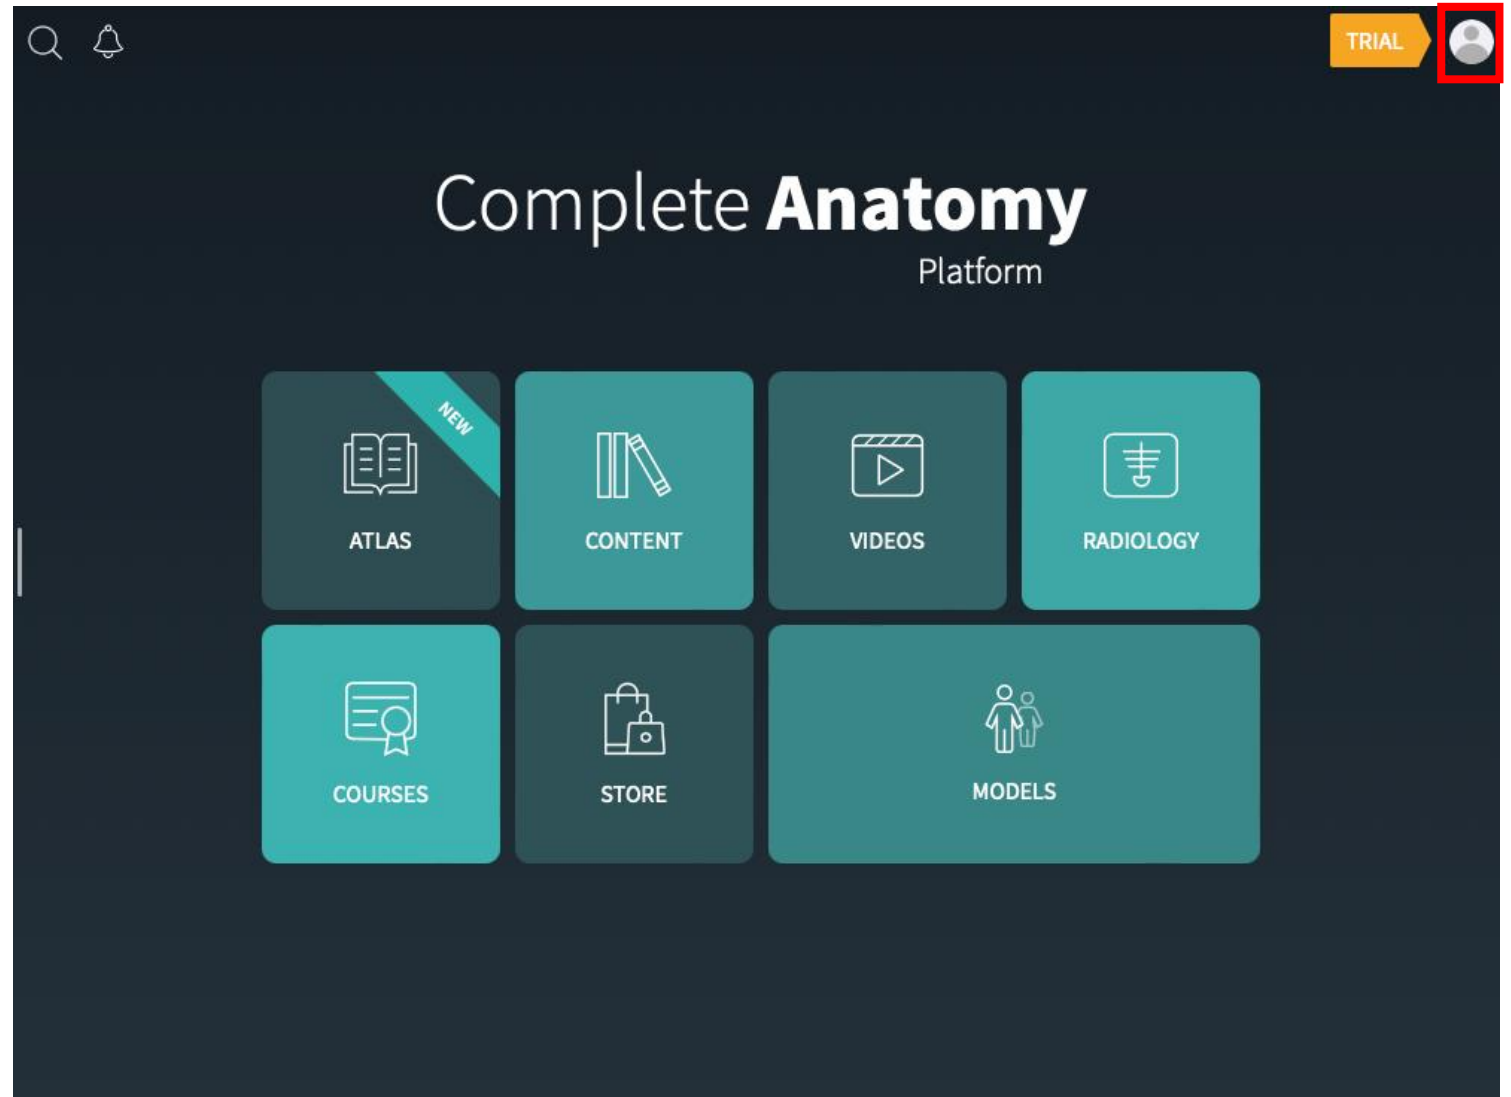 TRIAL
Complete Anatomy
Platform
NEW
ATLAS
CONTENT
VIDEOS
RADIOLOGY
COURSES
STORE
MODELS